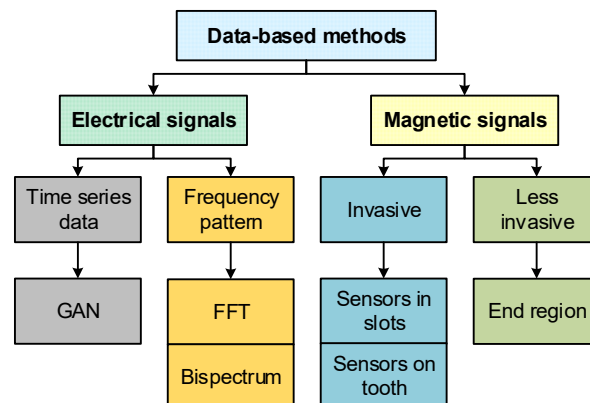 Data-based methods
Electrical signals
Magnetic signals
Time series
data
Frequency
pattern
Invasive
Less
invasive
GAN
FFT
Bispectrum
Sensors in
slots
Sensors on
tooth
End region